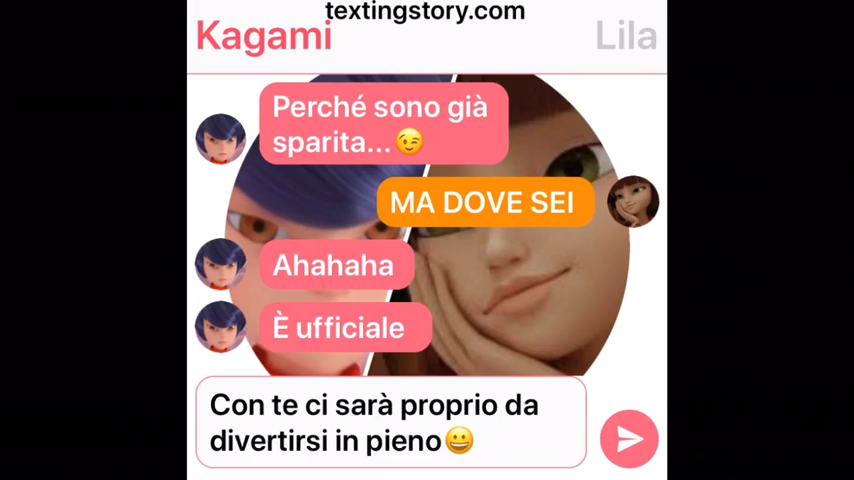 textingstory.com
Kagami
Lila
Perché sono già
sparita...😉
MA DOVE SEI
Ahahaha
È ufficiale
Con te ci sarà proprio da
divertirsi in pieno😀